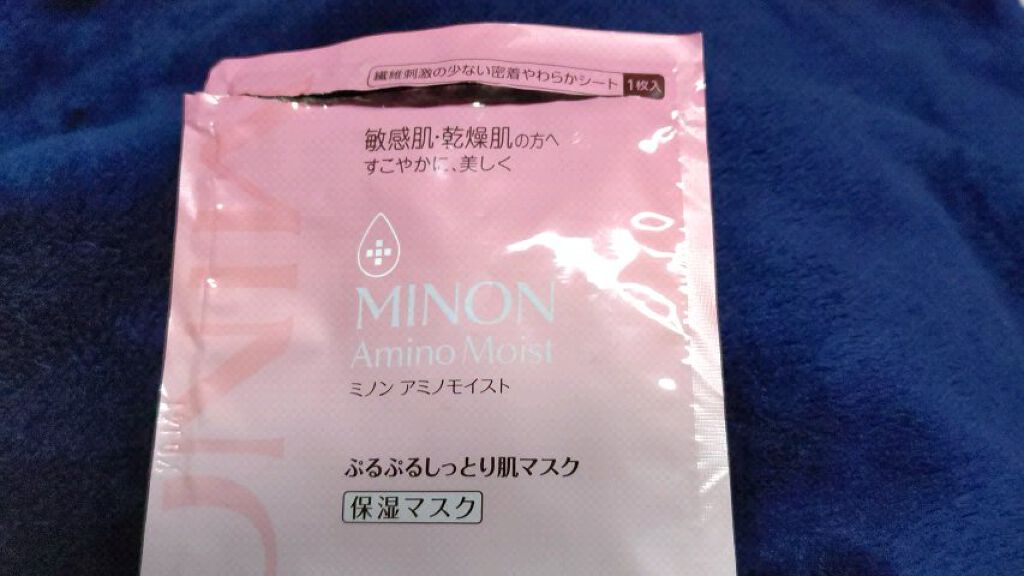 繊維刺激の少ない密着やわらかシート 1枚入
敏感肌・乾燥肌の方へ
すこやかに、美しく
MINON
Amino Moist
ミノン アミノモイスト
ぷるぷるしっとり肌マスク
保湿マスク
MINON